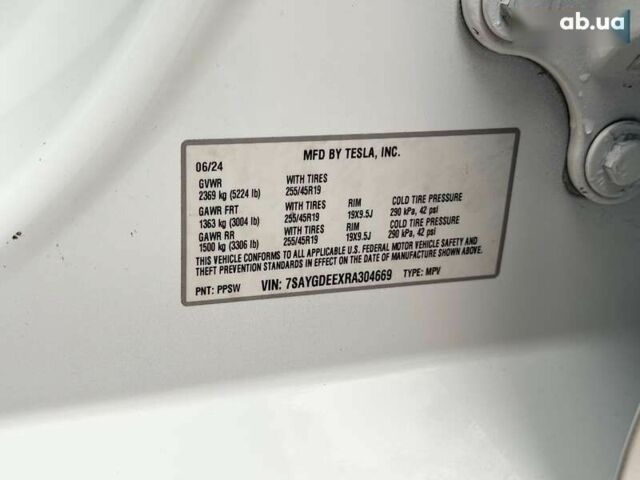 ab.ua
06/24 MFD BY TESLA, INC.
GVWR WITH TIRES
2369 kg (5224 lb) 255/45R19
GAWR FRT WITH TIRES RIM COLD TIRE PRESSURE
1363 kg (3004 lb) 255/45R19 19X9.5J 290 kPa, 42 psi
GAWR RR WITH TIRES RIM COLD TIRE PRESSURE
1500 kg (3306 lb) 255/45R19 19X9.5J 290 kPa, 42 psi
THIS VEHICLE CONFORMS TO ALL APPLICABLE U.S. FEDERAL MOTOR VEHICLE SAFETY AND
THEFT PREVENTION STANDARDS IN EFFECT ON THE DATE OF MANUFACTURE SHOWN ABOVE.
PNT: PPSW VIN: 7SAYGDEEXRA304669 TYPE: MPV